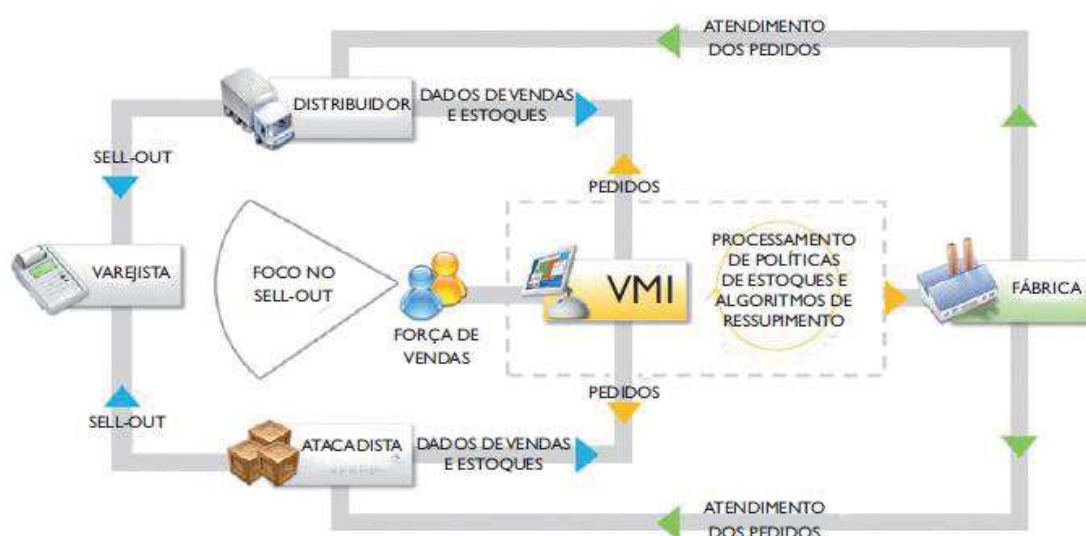 ATENDIMENTO
DOS PEDIDOS
DISTRIBUIDOR
DADOS DE VENDAS
E ESTOQUES
SELL-OUT
PEDIDOS
VAREJISTA
FOCO NO
SELL-OUT
FORÇA DE
VENDAS
VMI
PROCESSAMENTO
DE POLÍTICAS
DE ESTOQUES E
ALGORITMOS DE
RESSUPIMENTO
FÁBRICA
PEDIDOS
SELL-OUT
ATACADISTA
DADOS DE VENDAS
E ESTOQUES
ATENDIMENTO
DOS PEDIDOS